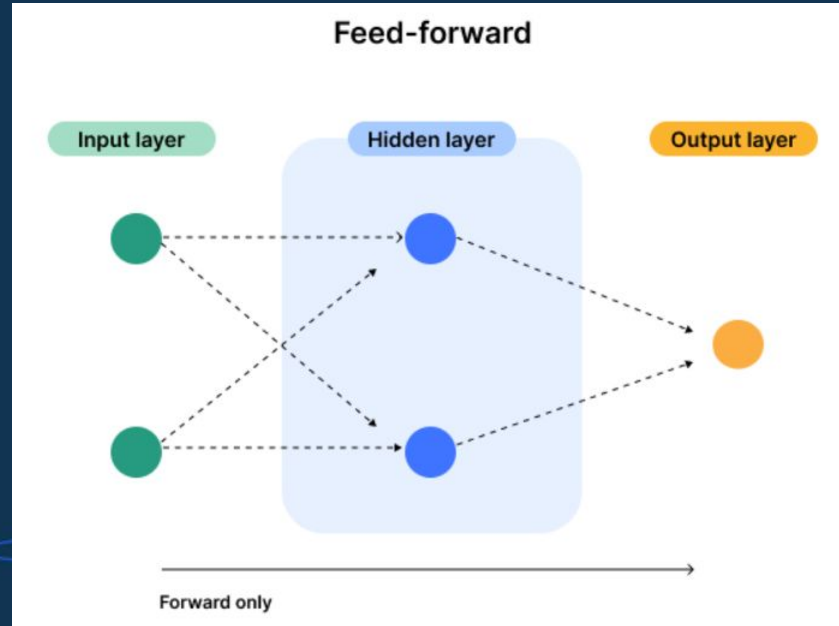 Feed-forward
Input layer
Hidden layer
Output layer
Forward only